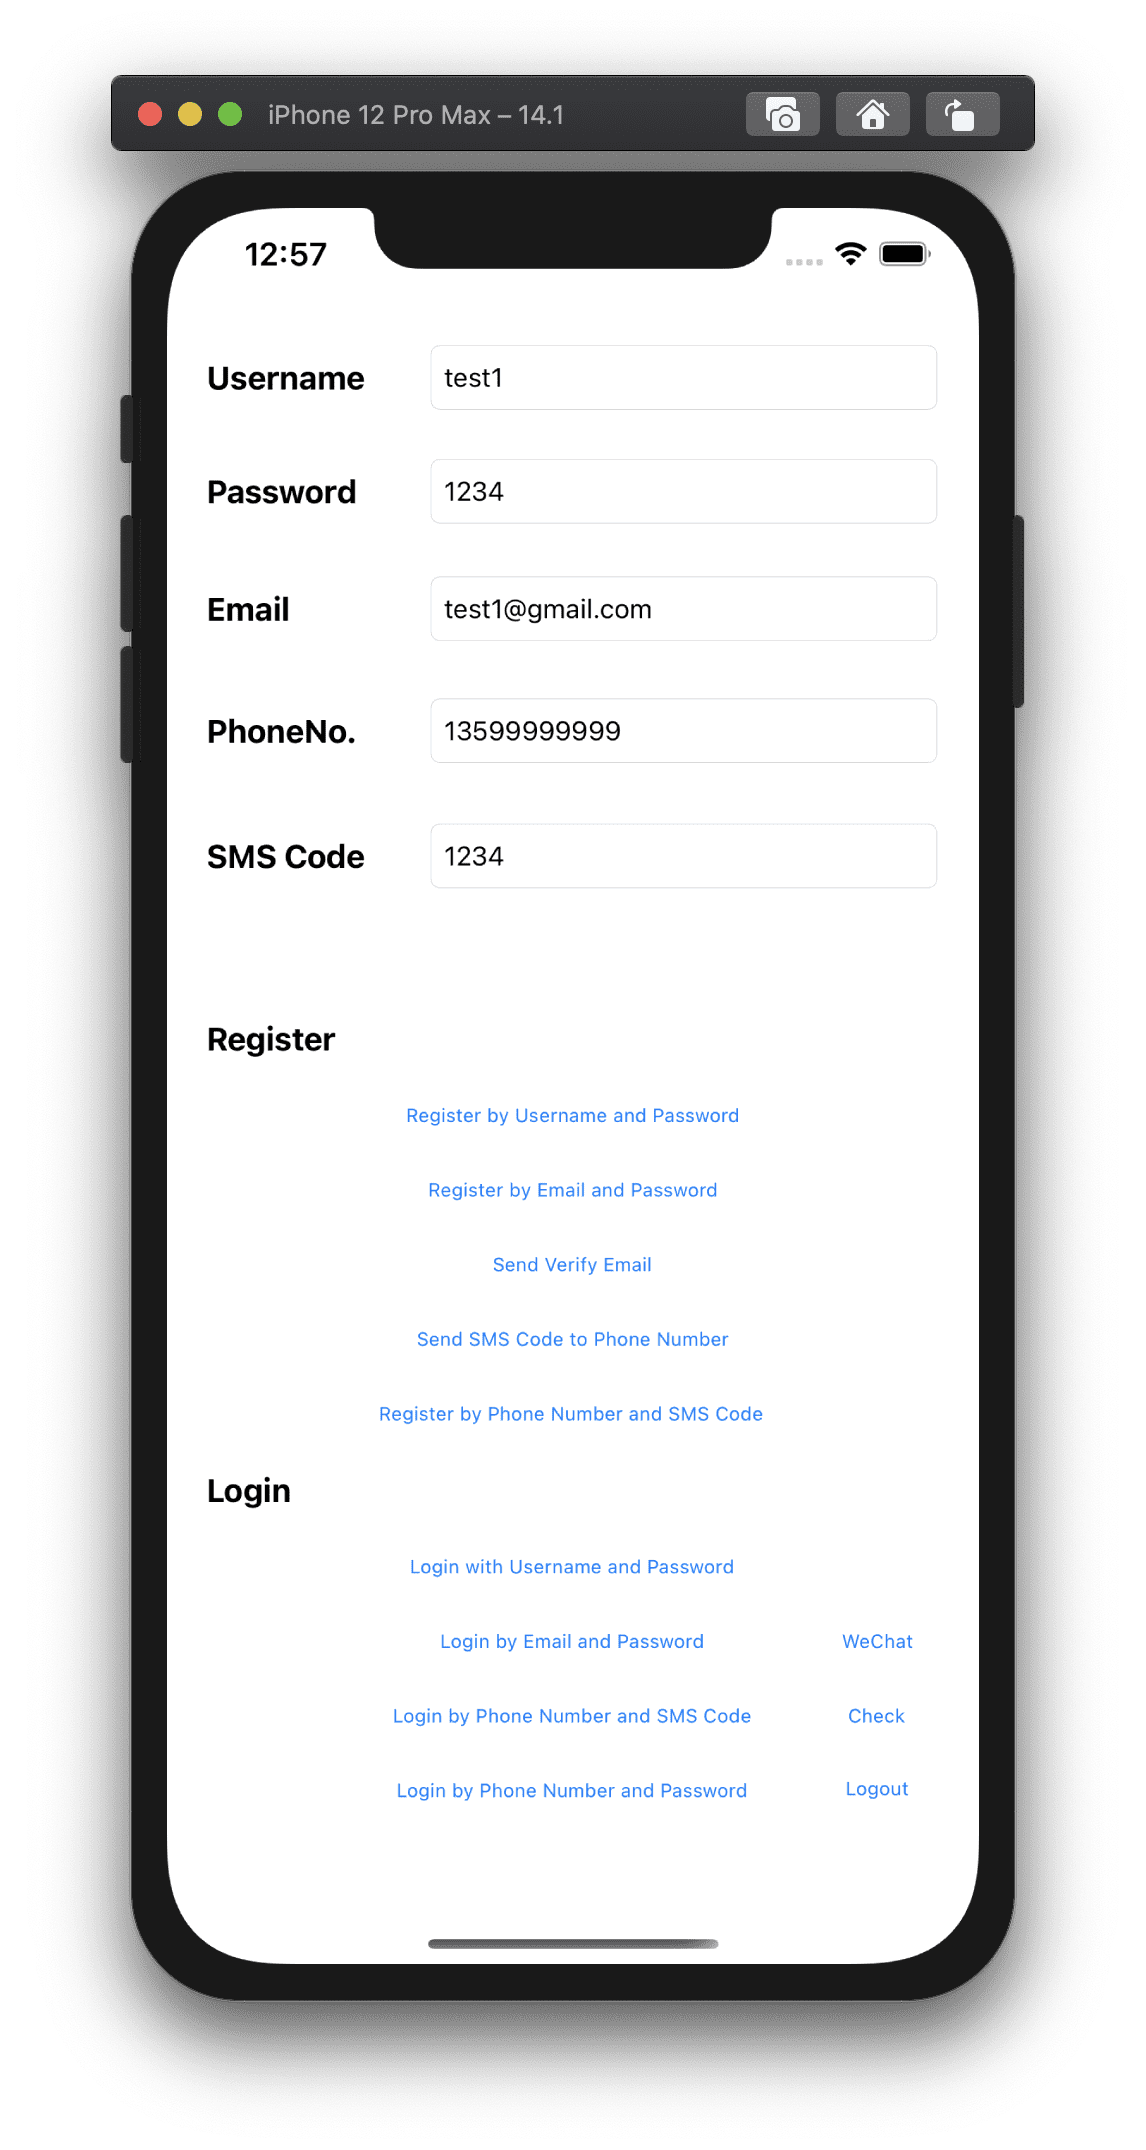 iPhone 12 Pro Max – 14.1
12:57
Username test1
Password 1234
Email test1@gmail.com
PhoneNo. 13599999999
SMS Code 1234
Register
Register by Username and Password
Register by Email and Password
Send Verify Email
Send SMS Code to Phone Number
Register by Phone Number and SMS Code
Login
Login with Username and Password
Login by Email and Password WeChat
Login by Phone Number and SMS Code Check
Login by Phone Number and Password Logout